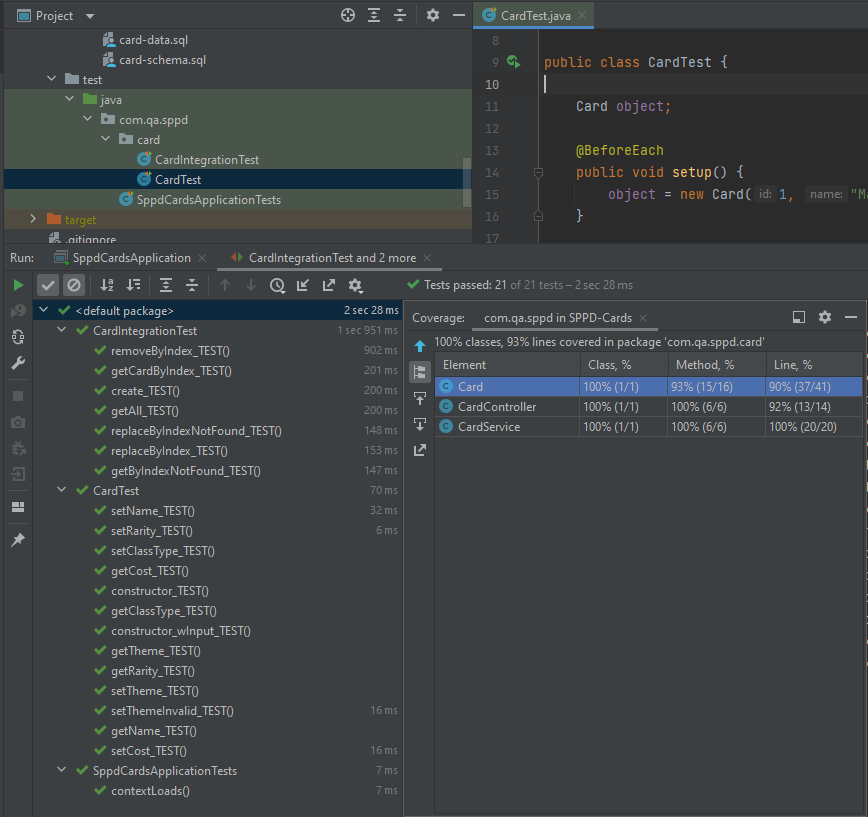 Project
card-data.sql
card-schema.sql
test
java
com.qa.sppd
card
CardIntegrationTest
CardTest
SppdCardsApplicationTests
target
.gitignore
CardTest.java
8
9 public class CardTest {
10
11 Card object;
12
13 @BeforeEach
14 public void setup() {
15 object = new Card( id: 1, name:
16 }
17
Run: SppdCardsApplication CardIntegrationTest and 2 more
Tests passed: 21 of 21 tests – 2 sec 28 ms
<default package> 2 sec 28 ms
CardIntegrationTest 1 sec 951 ms
removeByIndex_TEST() 902 ms
getCardByIndex_TEST() 201 ms
create_TEST() 200 ms
getAll_TEST() 200 ms
replaceByIndexNotFound_TEST() 148 ms
replaceByIndex_TEST() 153 ms
getByIndexNotFound_TEST() 147 ms
CardTest 70 ms
setName_TEST() 32 ms
setRarity_TEST() 6 ms
setClassType_TEST()
getCost_TEST()
constructor_TEST()
getClassType_TEST()
constructor_wInput_TEST()
getTheme_TEST()
getRarity_TEST()
setTheme_TEST()
setThemeInvalid_TEST() 16 ms
getName_TEST()
setCost_TEST() 16 ms
SppdCardsApplicationTests 7 ms
contextLoads() 7 ms
Coverage: com.qa.sppd in SPPD-Cards
100% classes, 93% lines covered in package 'com.qa.sppd.card'
Element Class, % Method, % Line, %
Card 100% (1/1) 93% (15/16) 90% (37/41)
CardController 100% (1/1) 100% (6/6) 92% (13/14)
CardService 100% (1/1) 100% (6/6) 100% (20/20)